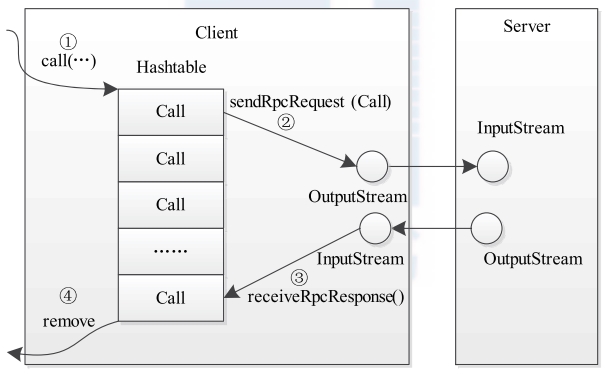 Client
Server
①
call(…)
Hashtable
Call
sendRpcRequest (Call)
②
InputStream
Call
OutputStream
Call
……
InputStream
OutputStream
③
receiveRpcResponse()
Call
④
remove